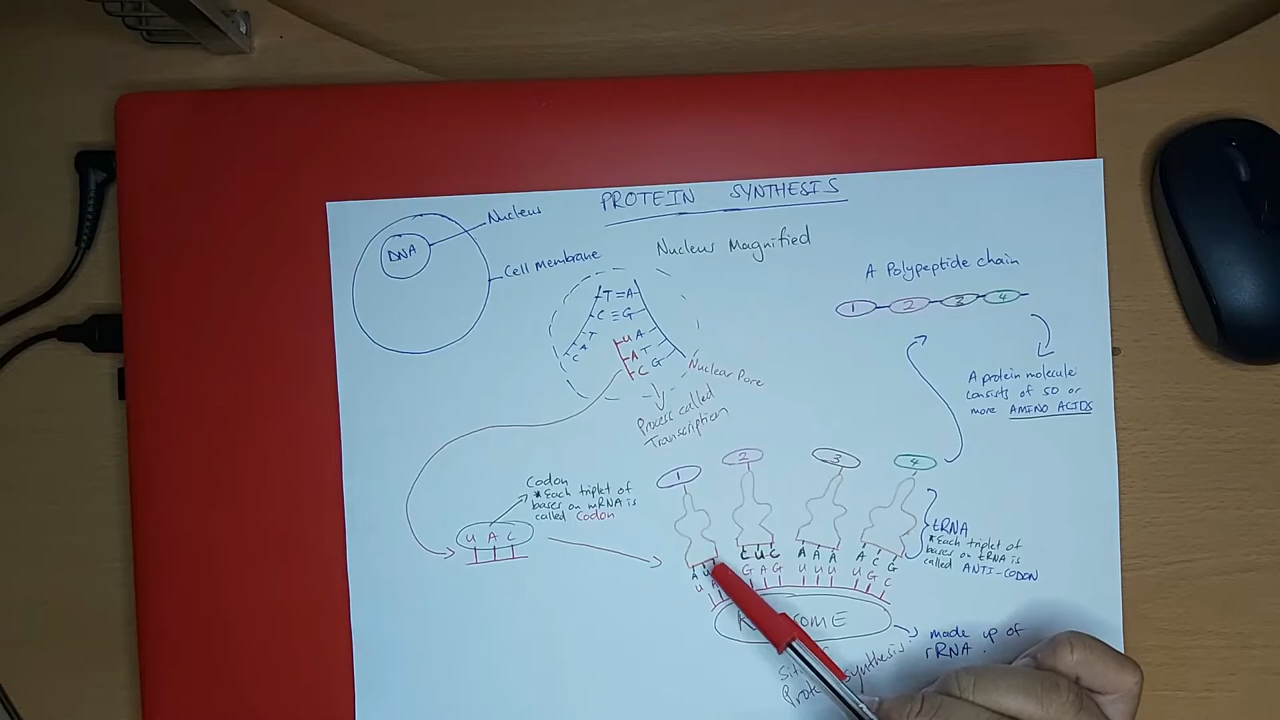 PROTEIN SYNTHESIS
Nucleus
DNA
Cell membrane
Nucleus Magnified
T=A
C≡G
T
A
C
U A
A T
C G
Nuclear Pore
Process called
Transcription
A Polypeptide chain
1 2 3 4
A protein molecule
consists of 50 or
more AMINO ACIDS
Codon
*Each triplet of
bases on mRNA is
called Codon
U A C
1 2 3 4
tRNA
*Each triplet of
bases on tRNA is
called ANTI-CODON
A U C U C A A A A C G
U G A G U U U U G C
made up of
rRNA.
synthesis